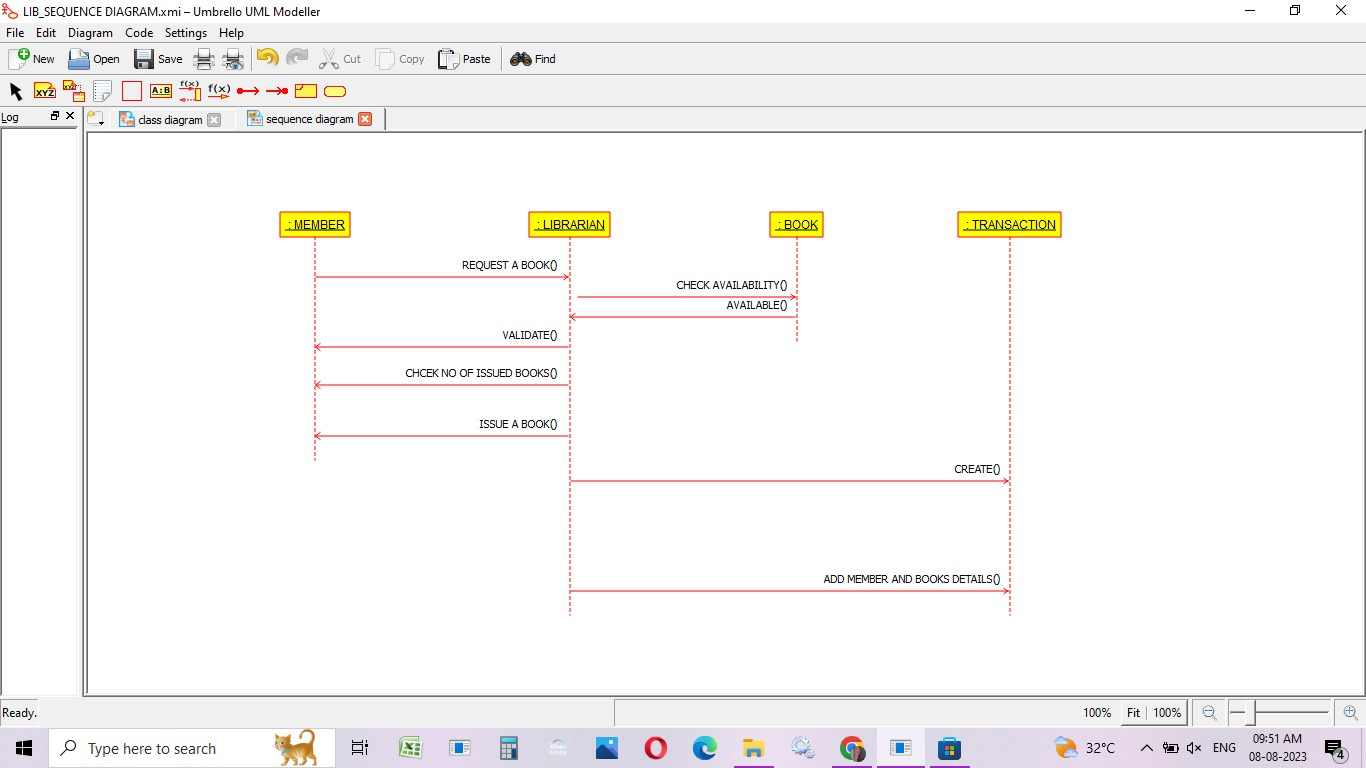 LIB_SEQUENCE DIAGRAM.xmi – Umbrello UML Modeller
File Edit Diagram Code Settings Help
New Open Save Cut Copy Paste Find
XYZ XYZ A:B f(x) f(x)
Log class diagram sequence diagram
: MEMBER : LIBRARIAN : BOOK : TRANSACTION
REQUEST A BOOK()
CHECK AVAILABILITY()
AVAILABLE()
VALIDATE()
CHCEK NO OF ISSUED BOOKS()
ISSUE A BOOK()
CREATE()
ADD MEMBER AND BOOKS DETAILS()
Ready. 100% Fit 100%
Type here to search 32°C ENG 09:51 AM
08-08-2023 4